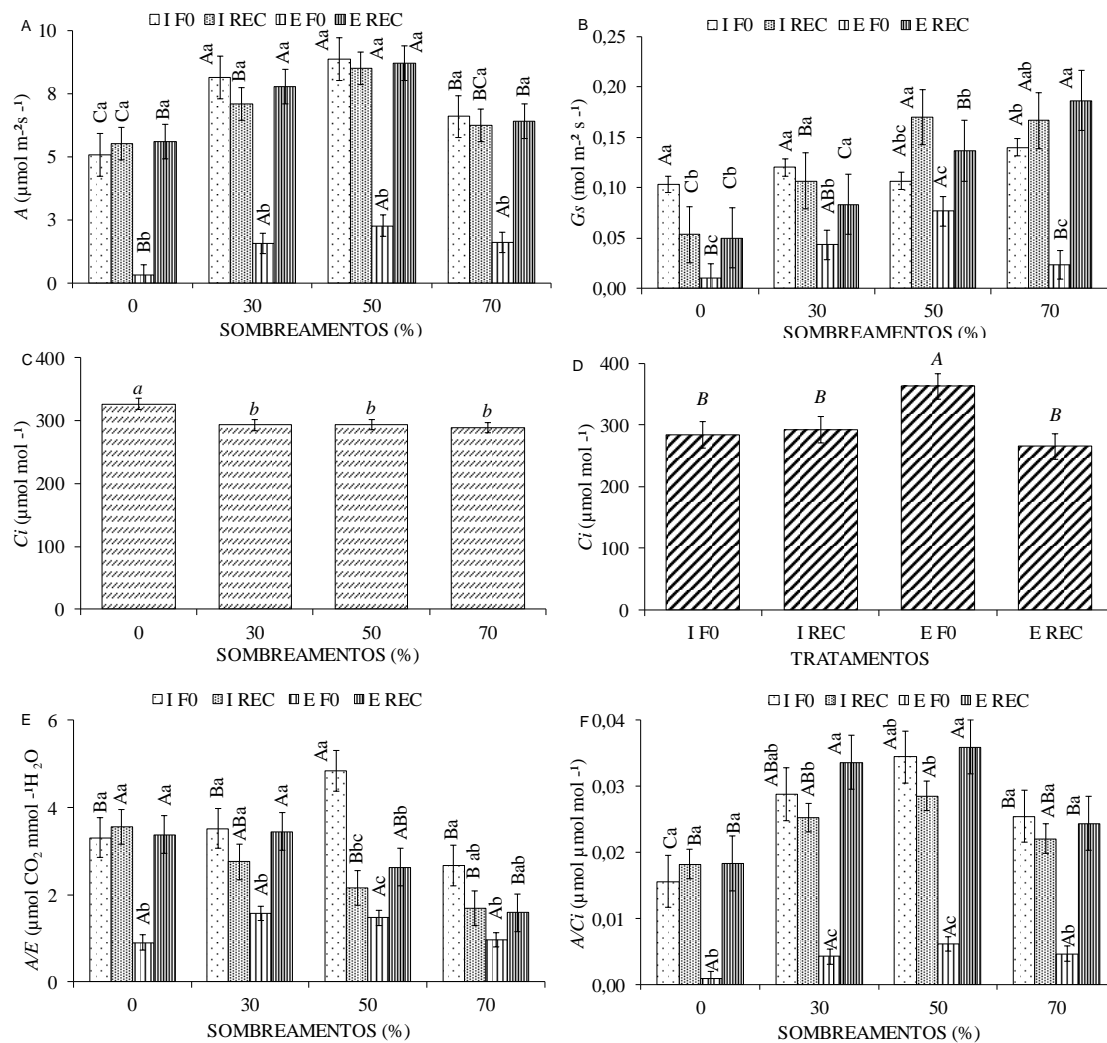 A
I F0 I REC E F0 E REC
10
8
5
3
0
A (µmol m-²s -¹)
Ca Ca Bb Ba
Aa Ba Ab Aa
Aa Aa Ab Aa
Ba BCa Ab Ba
0 30 50 70
SOMBREAMENTOS (%)
B
I F0 I REC E F0 E REC
0,25
0,20
0,15
0,10
0,05
0,00
Gs (mol m-² s -¹)
Aa Cb Bc Cb
Aa Ba ABb Ca
Abc Aa Ac Bb
Ab Aab Bc Aa
0 30 50 70
SOMBREAMENTOS (%)
C
400
300
200
100
0
Ci (µmol mol -¹)
a b b b
0 30 50 70
SOMBREAMENTOS (%)
D
400
300
200
100
0
Ci (µmol mol -¹)
B B A B
I F0 I REC E F0 E REC
TRATAMENTOS
E
I F0 I REC E F0 E REC
6
4
2
0
A/E (µmol CO₂ mmol -¹H₂O
Ba Aa Ab Aa
Ba ABa Ab Aa
Aa Bbc Ac ABb
Ba B ab Ab Bab
0 30 50 70
SOMBREAMENTOS (%)
F
I F0 I REC E F0 E REC
0,04
0,03
0,02
0,01
0,00
A/Ci (µmol µmol mol -¹)
Ca Ba Ab Ba
ABab ABb Ac Aa
Aab Ab Ac Aa
Ba ABa Ab Ba
0 30 50 70
SOMBREAMENTOS (%)